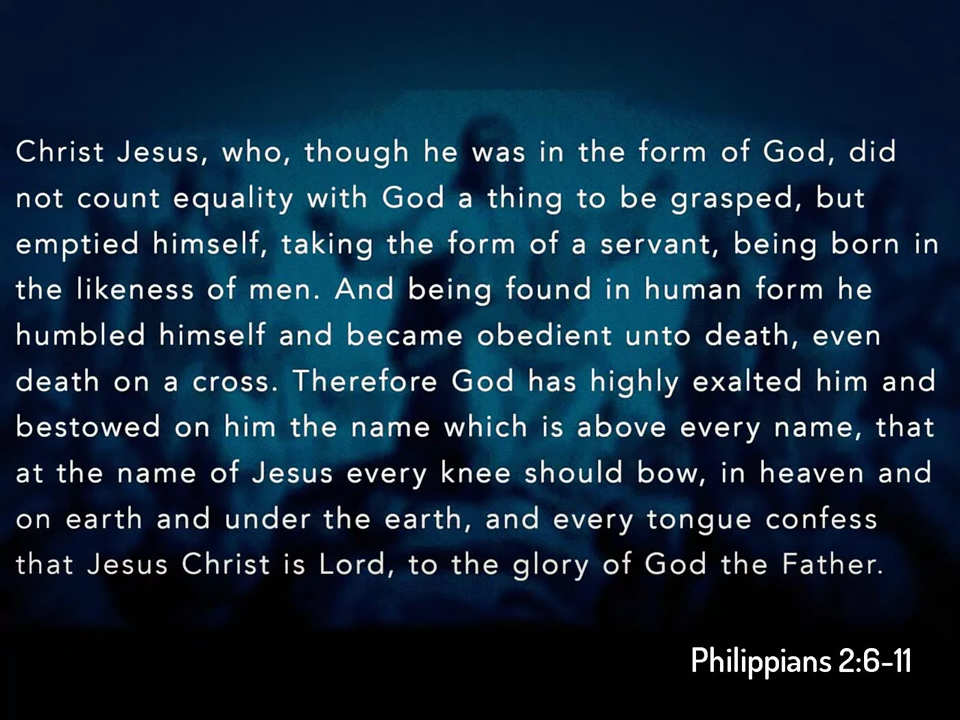 Christ Jesus, who, though he was in the form of God, did
not count equality with God a thing to be grasped, but
emptied himself, taking the form of a servant, being born in
the likeness of men. And being found in human form he
humbled himself and became obedient unto death, even
death on a cross. Therefore God has highly exalted him and
bestowed on him the name which is above every name, that
at the name of Jesus every knee should bow, in heaven and
on earth and under the earth, and every tongue confess
that Jesus Christ is Lord, to the glory of God the Father.
Philippians 2:6-11